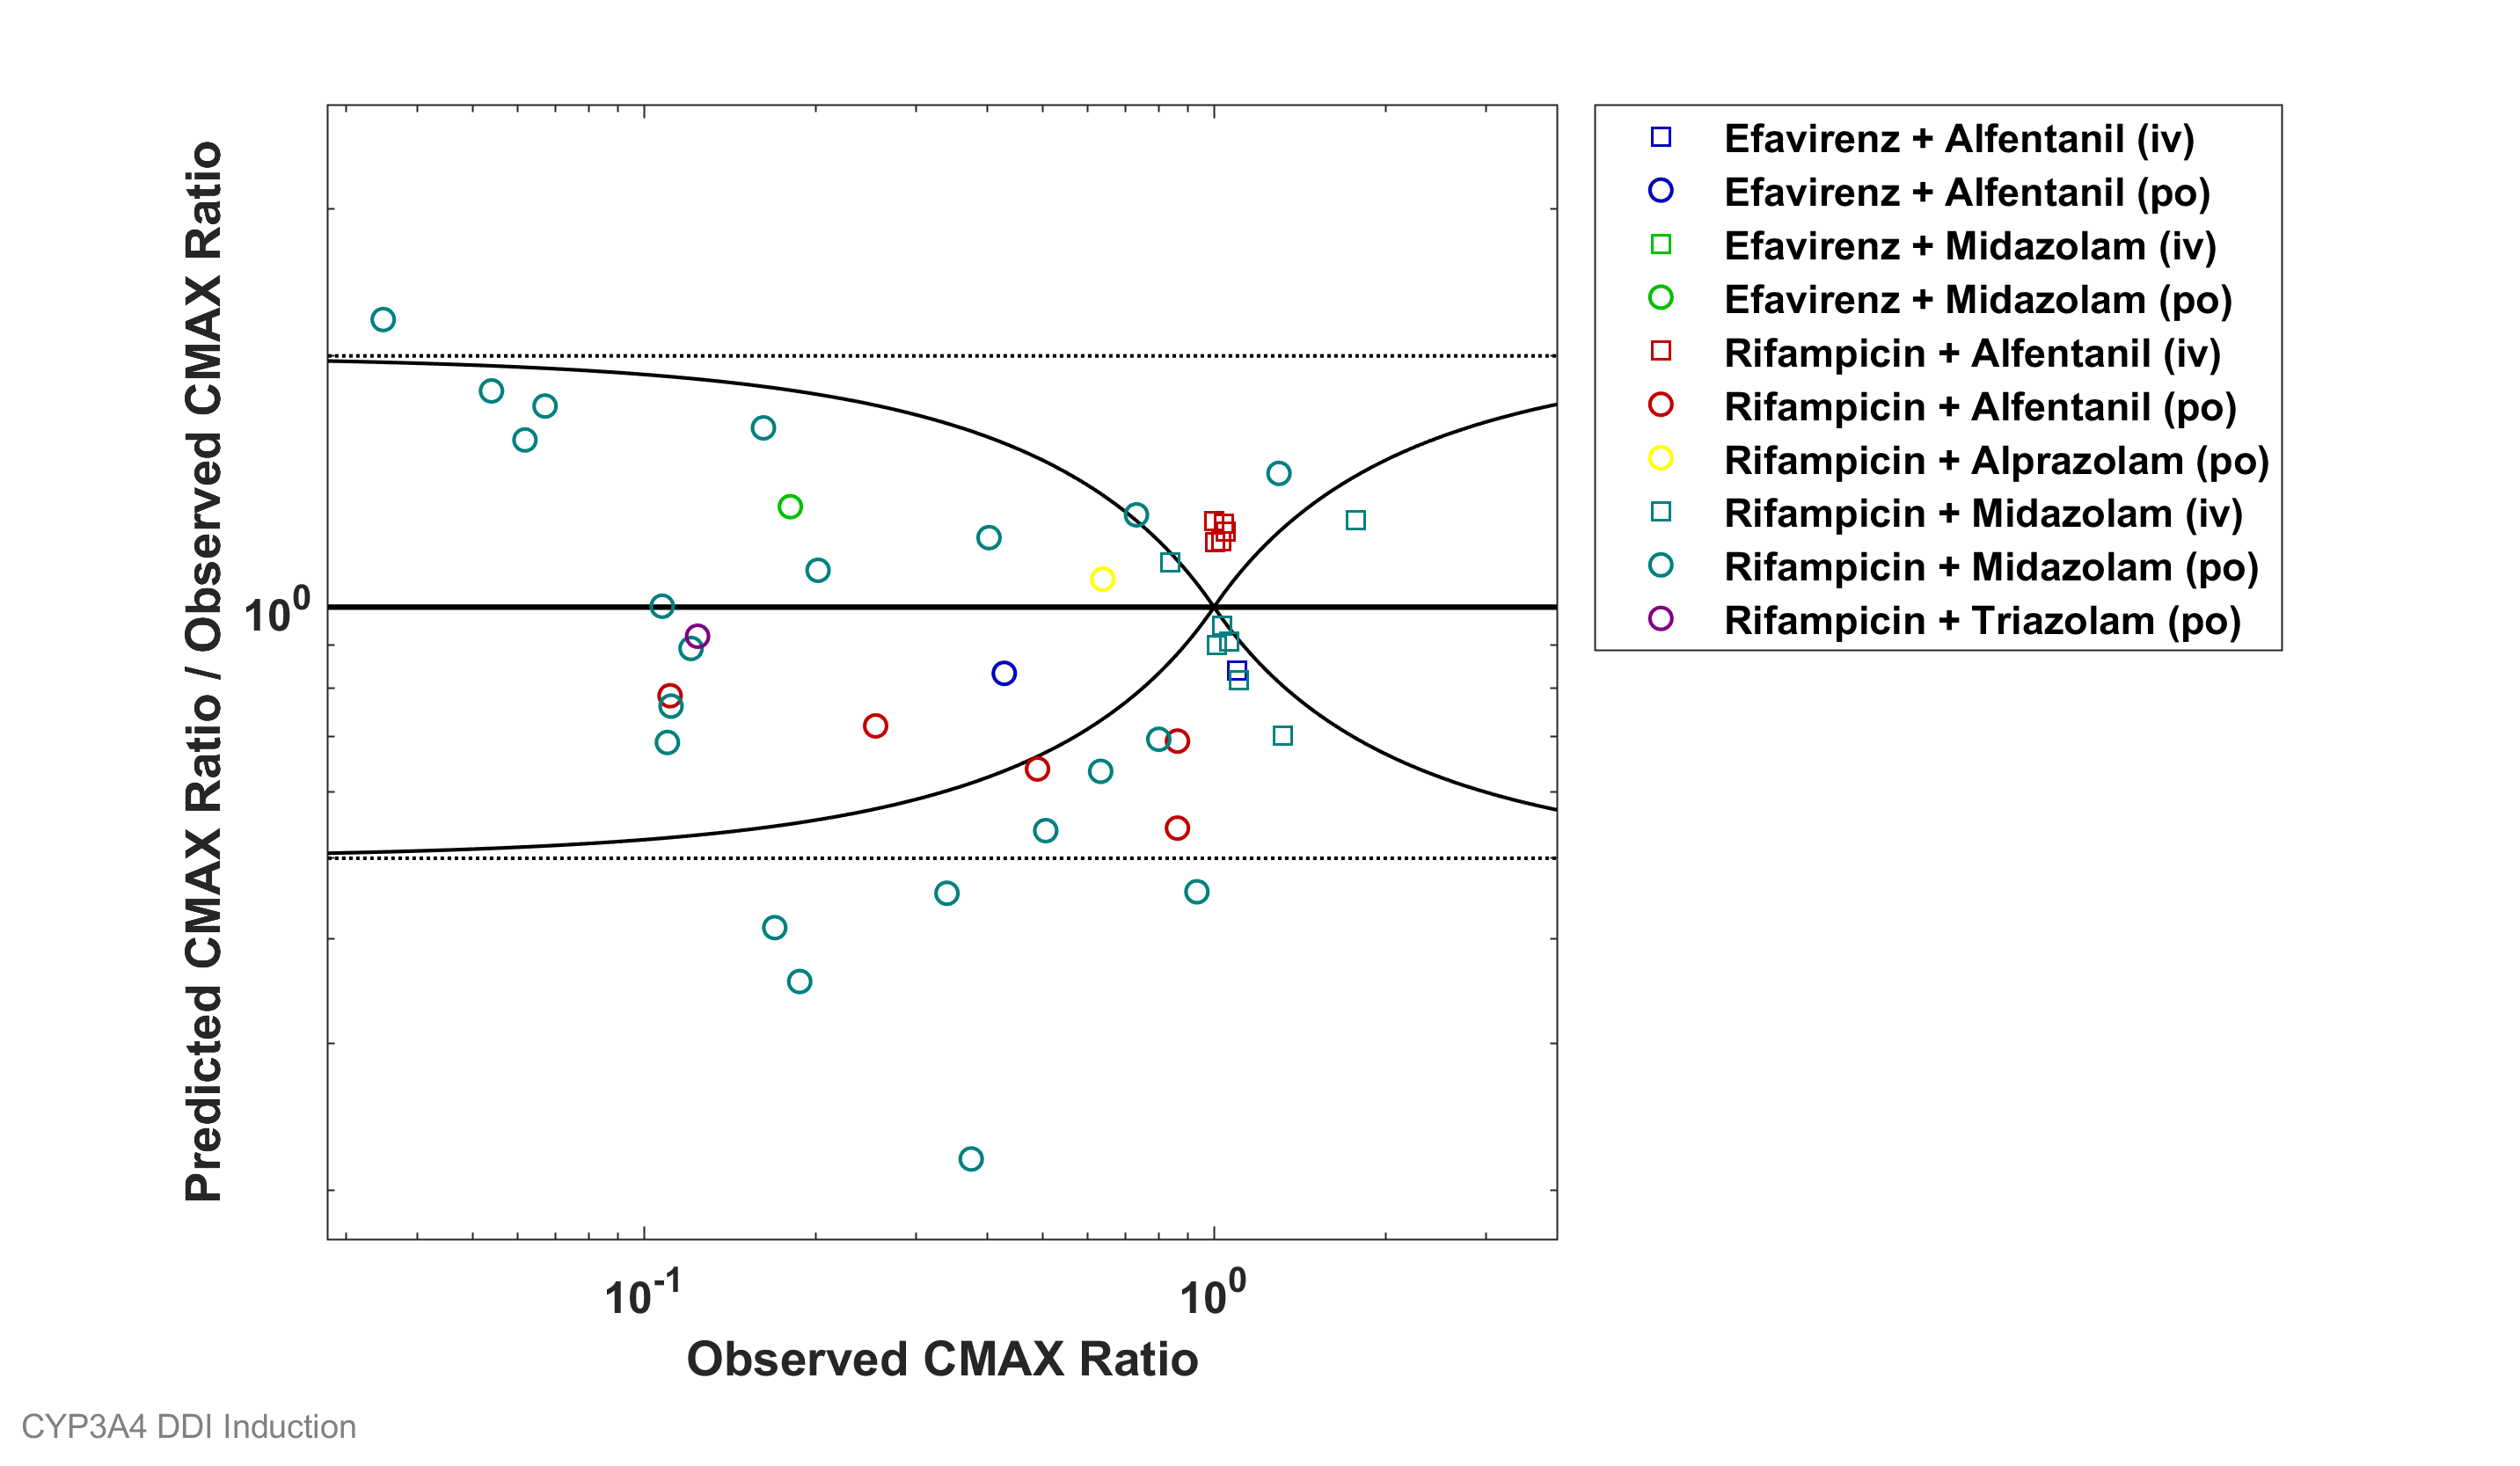 Predicted CMAX Ratio / Observed CMAX Ratio
10^0
10^-1
10^0
Observed CMAX Ratio
Efavirenz + Alfentanil (iv)
Efavirenz + Alfentanil (po)
Efavirenz + Midazolam (iv)
Efavirenz + Midazolam (po)
Rifampicin + Alfentanil (iv)
Rifampicin + Alfentanil (po)
Rifampicin + Alprazolam (po)
Rifampicin + Midazolam (iv)
Rifampicin + Midazolam (po)
Rifampicin + Triazolam (po)
CYP3A4 DDI Induction